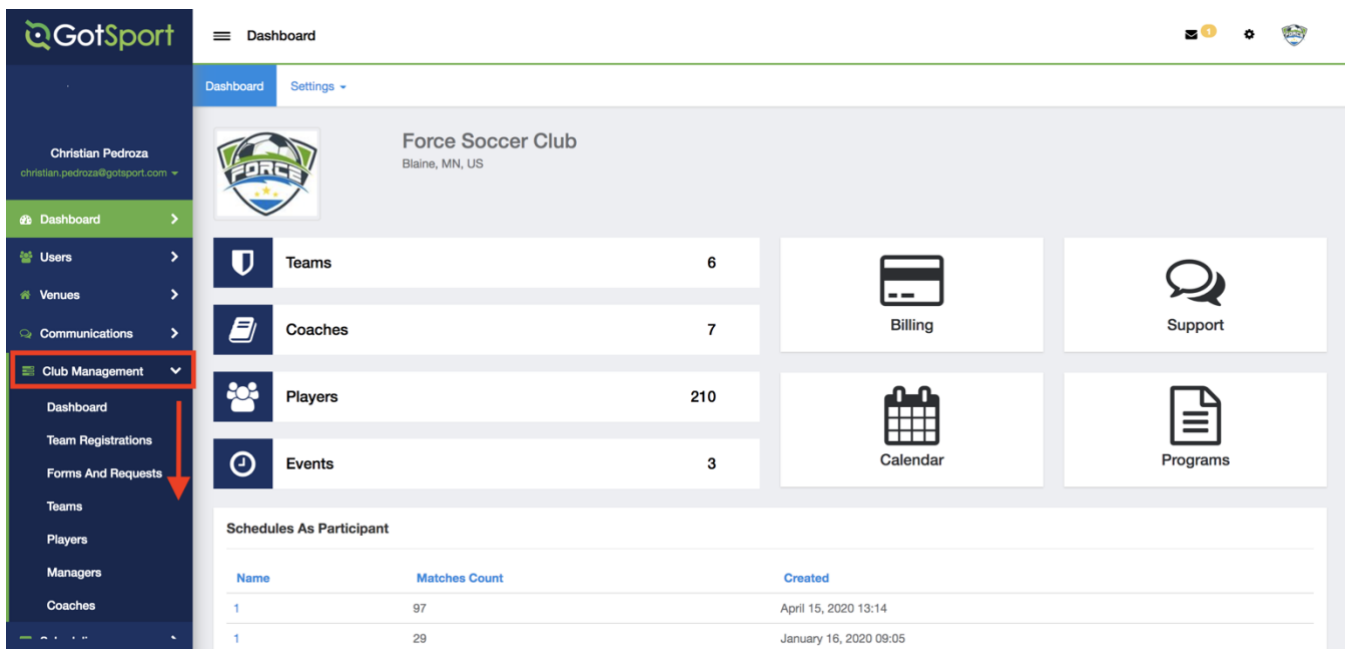 GotSport
Dashboard
1
Dashboard
Settings
Christian Pedroza
christian.pedroza@gotsport.com
Force Soccer Club
Blaine, MN, US
FORCE
Dashboard
Users
Venues
Communications
Club Management
Dashboard
Team Registrations
Forms And Requests
Teams
Players
Managers
Coaches
Teams 6
Coaches 7
Players 210
Events 3
Billing
Support
Calendar
Programs
Schedules As Participant
Name Matches Count Created
1 97 April 15, 2020 13:14
1 29 January 16, 2020 09:05